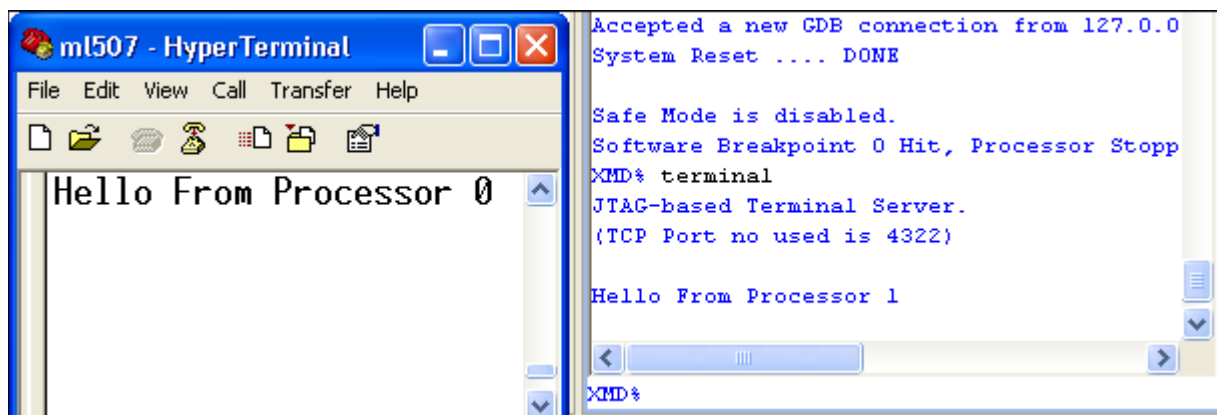 ml507 - HyperTerminal
File Edit View Call Transfer Help
Hello From Processor 0
Accepted a new GDB connection from 127.0.0
System Reset .... DONE
Safe Mode is disabled.
Software Breakpoint 0 Hit, Processor Stopp
XMD% terminal
JTAG-based Terminal Server.
(TCP Port no used is 4322)
Hello From Processor 1
XMD%